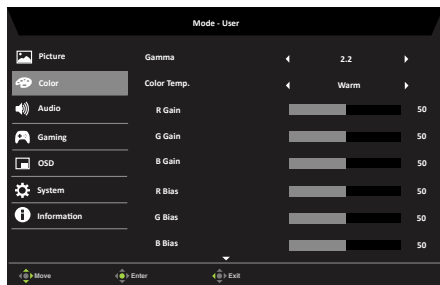 Mode - User
Picture
Gamma 2.2
Color
Color Temp. Warm
Audio
R Gain 50
Gaming
G Gain 50
OSD
B Gain 50
System
R Bias 50
Information
G Bias 50
B Bias 50
Move Enter Exit